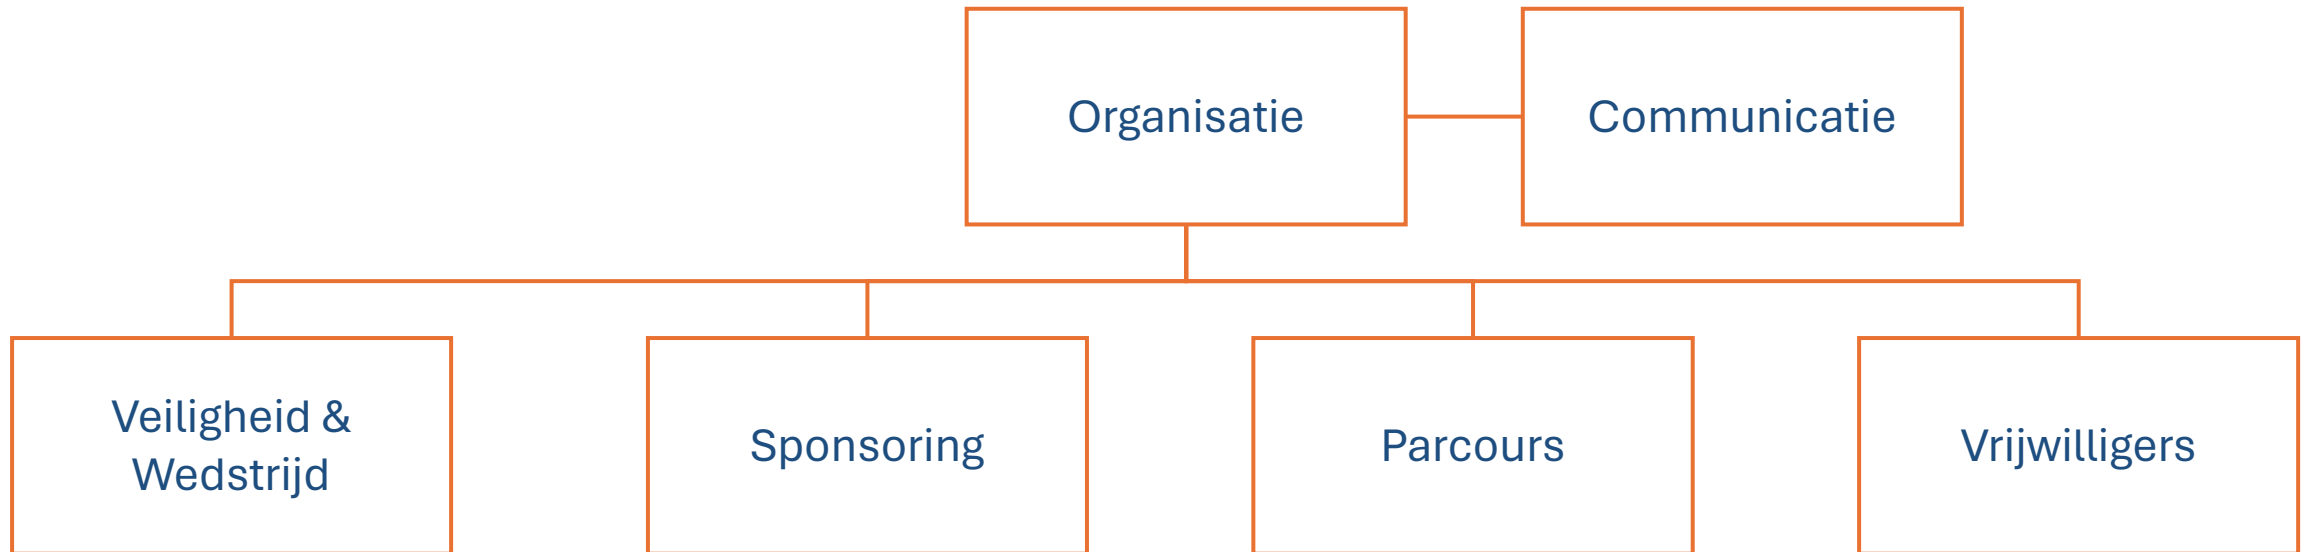 Organisatie
Communicatie
Veiligheid &
Wedstrijd
Sponsoring
Parcours
Vrijwilligers